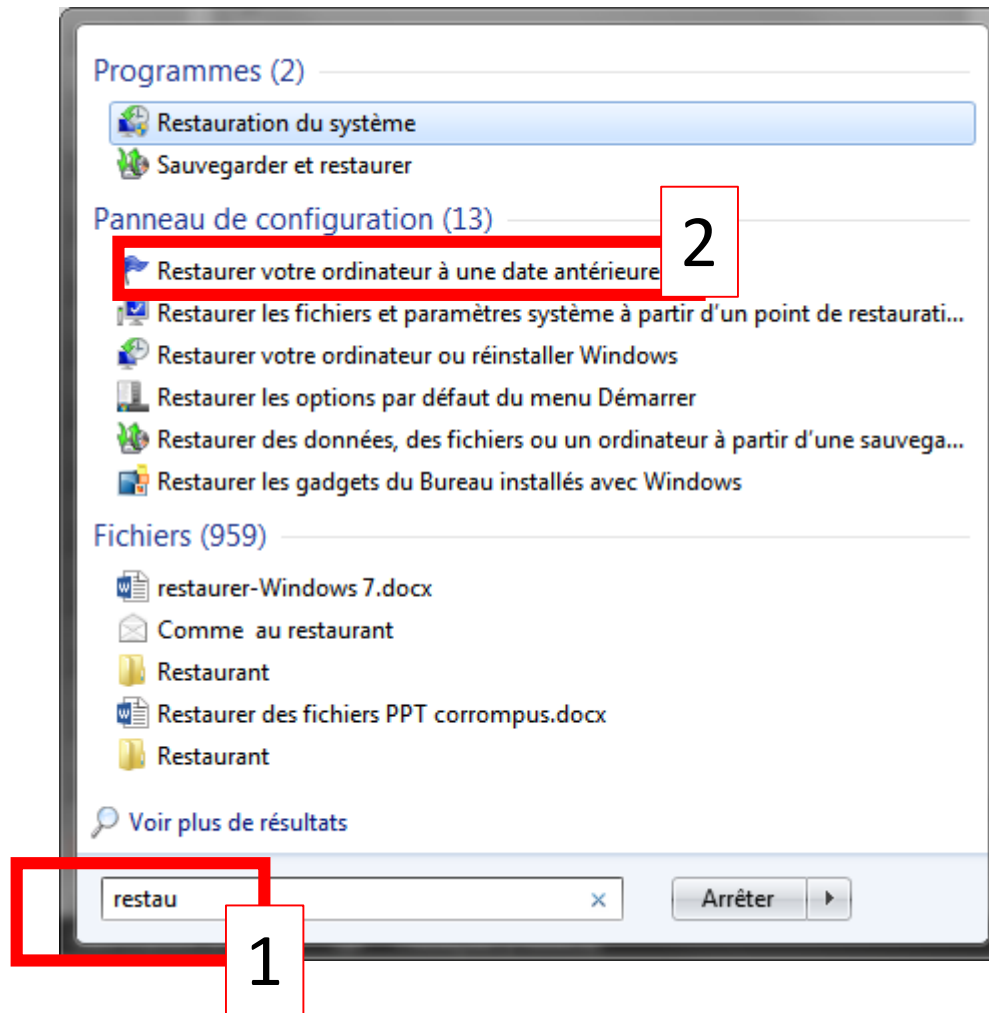 Programmes (2)
Restauration du système
Sauvegarder et restaurer
Panneau de configuration (13)
2
Restaurer votre ordinateur à une date antérieure
Restaurer les fichiers et paramètres système à partir d'un point de restaurati...
Restaurer votre ordinateur ou réinstaller Windows
Restaurer les options par défaut du menu Démarrer
Restaurer des données, des fichiers ou un ordinateur à partir d'une sauvega...
Restaurer les gadgets du Bureau installés avec Windows
Fichiers (959)
restaurer-Windows 7.docx
Comme  au restaurant
Restaurant
Restaurer des fichiers PPT corrompus.docx
Restaurant
Voir plus de résultats
restau
Arrêter
1